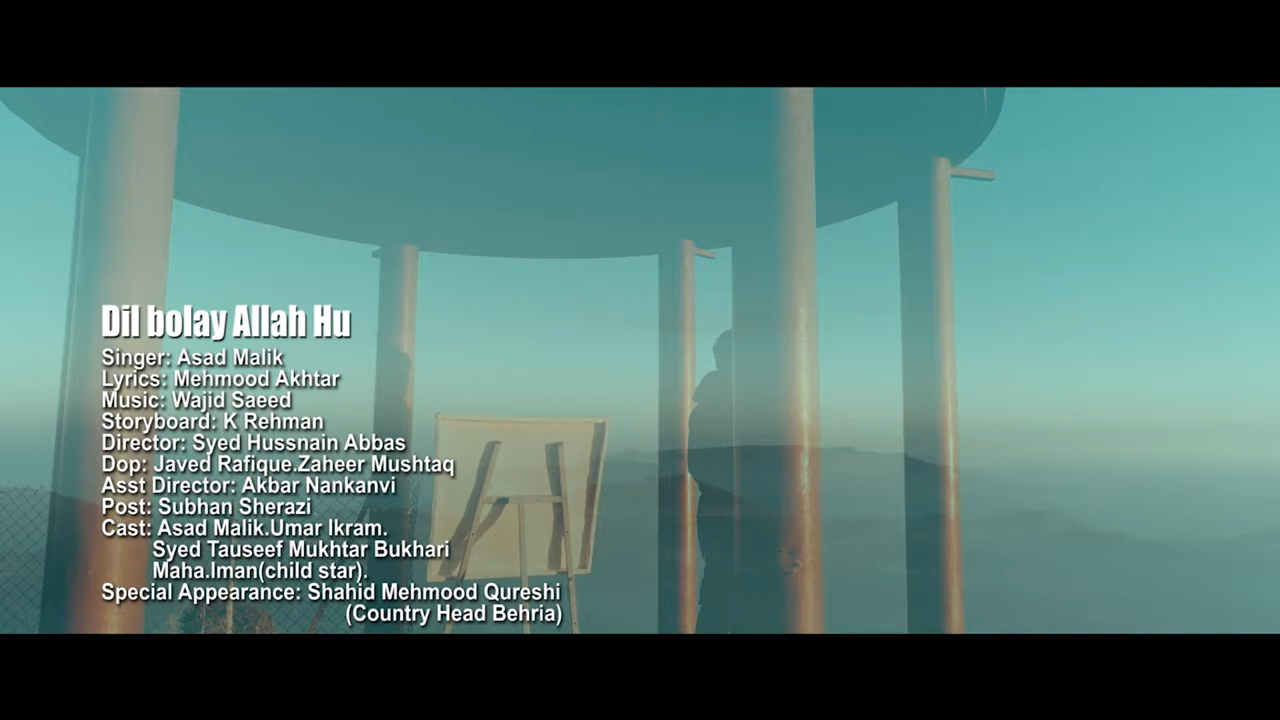 Dil bolay Allah Hu
Singer: Asad Malik
Lyrics: Mehmood Akhtar
Music: Wajid Saeed
Storyboard: K Rehman
Director: Syed Hussnain Abbas
Dop: Javed Rafique.Zaheer Mushtaq
Asst Director: Akbar Nankanvi
Post: Subhan Sherazi
Cast: Asad Malik.Umar Ikram.
Syed Tauseef Mukhtar Bukhari
Maha.Iman(child star).
Special Appearance: Shahid Mehmood Qureshi
(Country Head Behria)